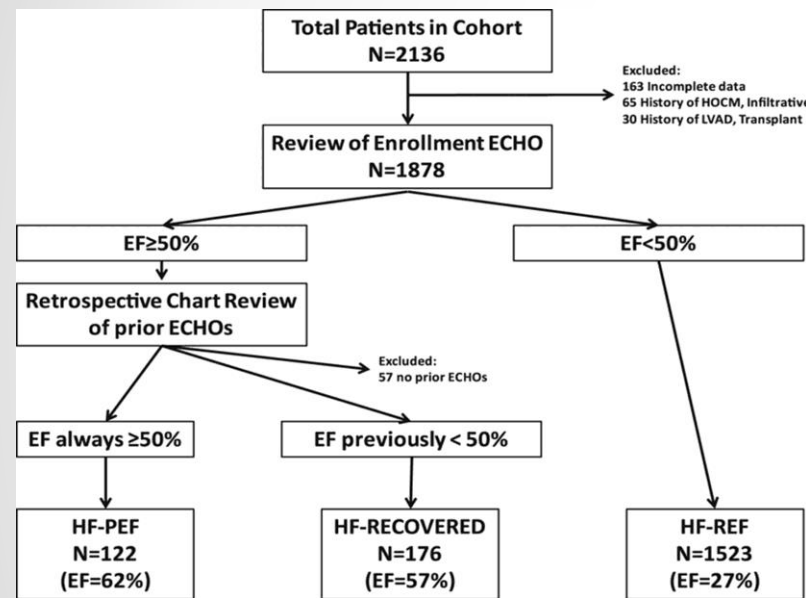 Total Patients in Cohort
N=2136
Excluded:
163 Incomplete data
65 History of HOCM, Infiltrative
30 History of LVAD, Transplant
Review of Enrollment ECHO
N=1878
EF≥50%
EF<50%
Retrospective Chart Review
of prior ECHOs
Excluded:
57 no prior ECHOs
EF always ≥50%
EF previously < 50%
HF-PEF
N=122
(EF=62%)
HF-RECOVERED
N=176
(EF=57%)
HF-REF
N=1523
(EF=27%)